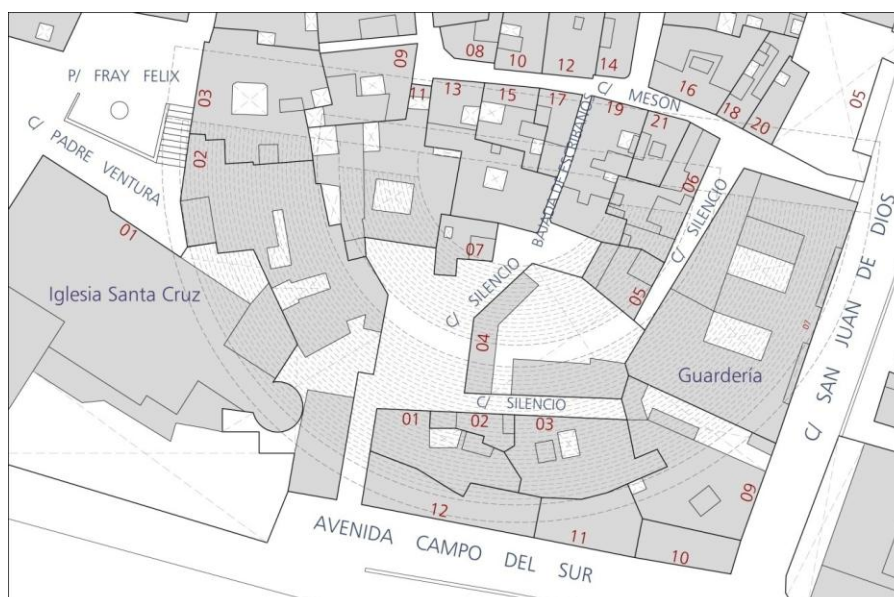 P/ FRAY FELIX
03
09
08
10
12
14
C/ MESON
16
18
20
05
11
13
15
17
19
21
C/ PADRE VENTURA
02
01
Iglesia Santa Cruz
BAJADA DE ESCRIBANOS
06
C/ SILENCIO
07
C/ SILENCIO
05
04
C/ SILENCIO
Guardería
07
C/ SAN JUAN DE DIOS
01
02
03
12
11
10
09
AVENIDA CAMPO DEL SUR